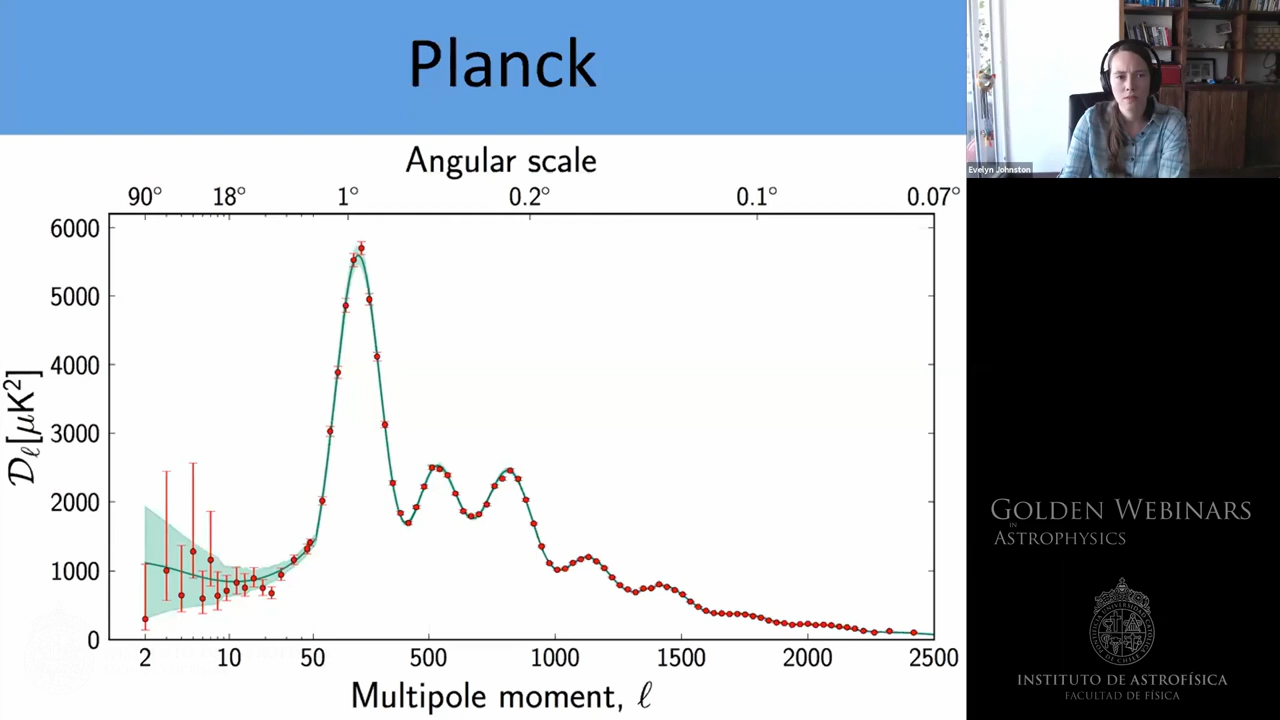 Planck
Angular scale
90° 18° 1° 0.2° 0.1° 0.07°
6000
5000
4000
3000
2000
1000
0
𝒟ℓ[μK²]
2 10 50 500 1000 1500 2000 2500
Multipole moment, ℓ
Evelyn Johnston
GOLDEN WEBINARS
IN
ASTROPHYSICS
INSTITUTO DE ASTROFÍSICA
FACULTAD DE FÍSICA